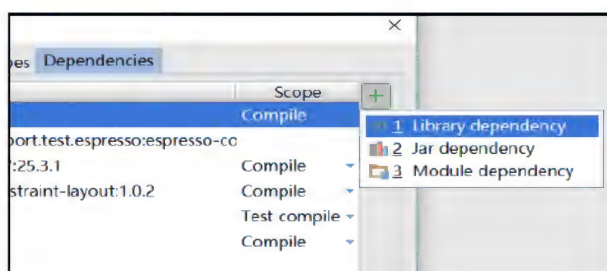 es Dependencies
Scope
Compile
1 Library dependency
port.test.espresso:espresso-co
2 Jar dependency
:25.3.1 Compile
3 Module dependency
straint-layout:1.0.2 Compile
Test compile
Compile